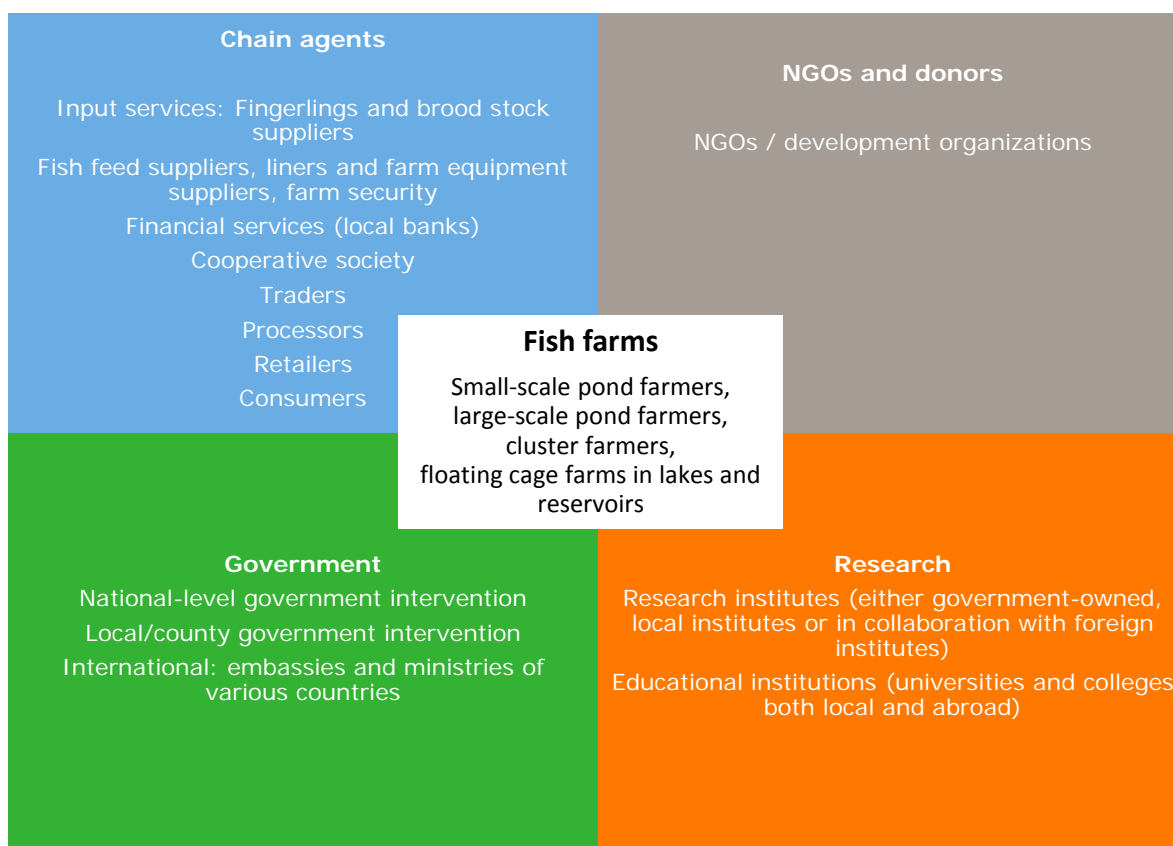 Chain agents
Input services: Fingerlings and brood stock
suppliers
Fish feed suppliers, liners and farm equipment
suppliers, farm security
Financial services (local banks)
Cooperative society
Traders
Processors
Retailers
Consumers
NGOs and donors
NGOs / development organizations
Fish farms
Small-scale pond farmers,
large-scale pond farmers,
cluster farmers,
floating cage farms in lakes and
reservoirs
Government
National-level government intervention
Local/county government intervention
International: embassies and ministries of
various countries
Research
Research institutes (either government-owned,
local institutes or in collaboration with foreign
institutes)
Educational institutions (universities and colleges
both local and abroad)